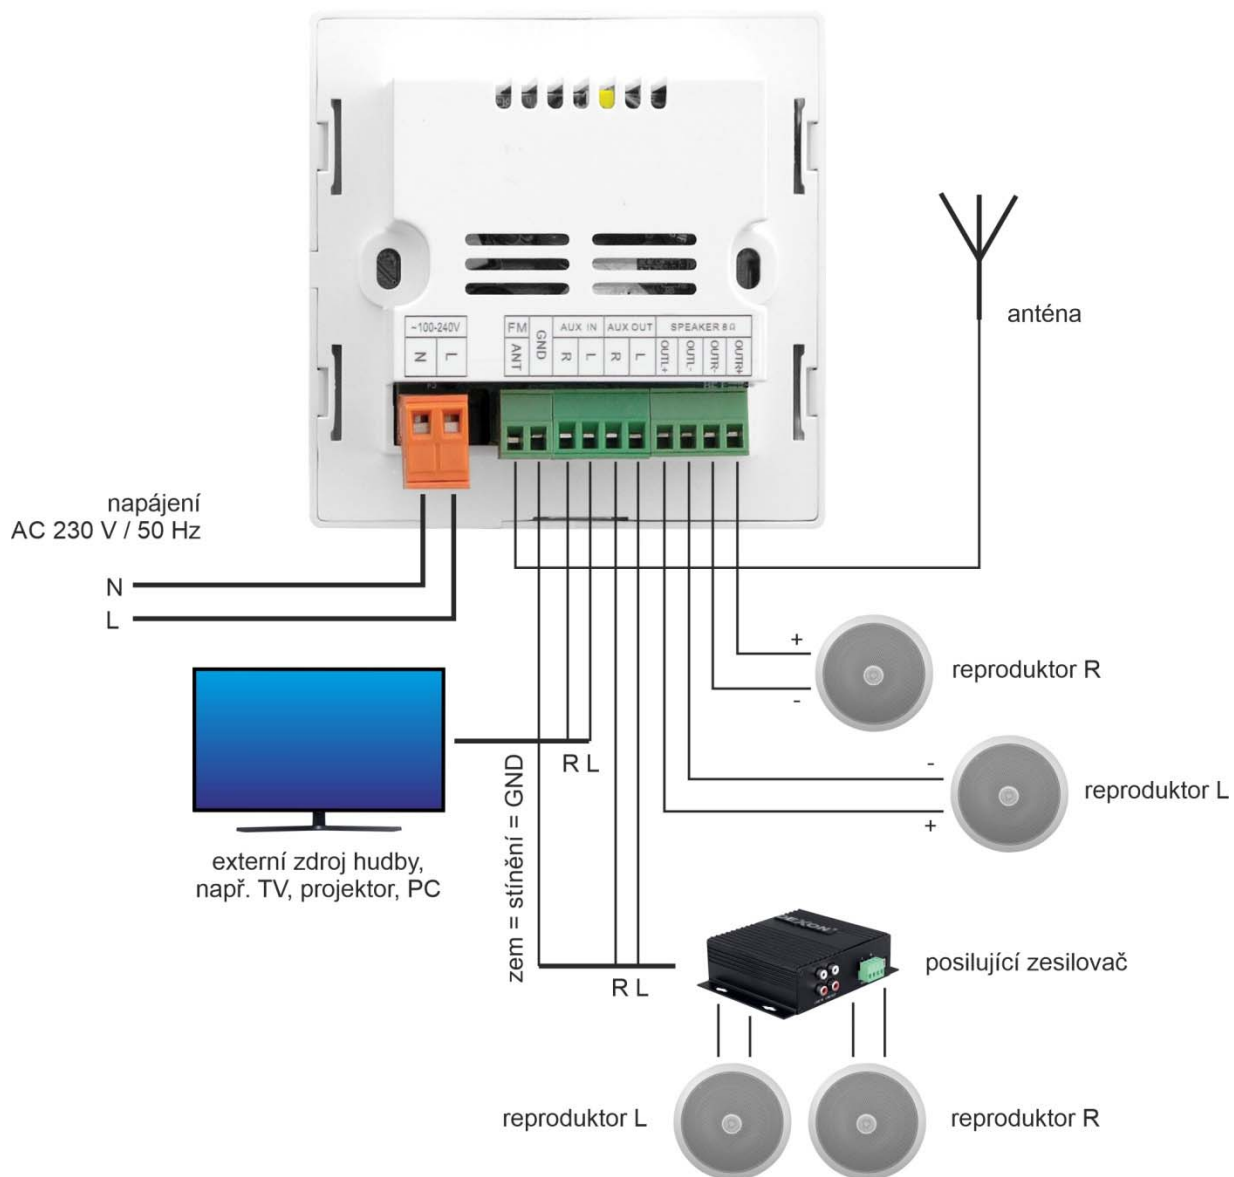 ~100-240V
N L
FM
ANT
GND
AUX IN
R L
AUX OUT
R L
SPEAKER 8Ω
OUTL+ OUTL- OUTR- OUTR+
anténa
napájení
AC 230 V / 50 Hz
N
L
+
-
reproduktor R
-
+
reproduktor L
R L
zem = stínění = GND
externí zdroj hudby,
např. TV, projektor, PC
R L
posilující zesilovač
reproduktor L
reproduktor R